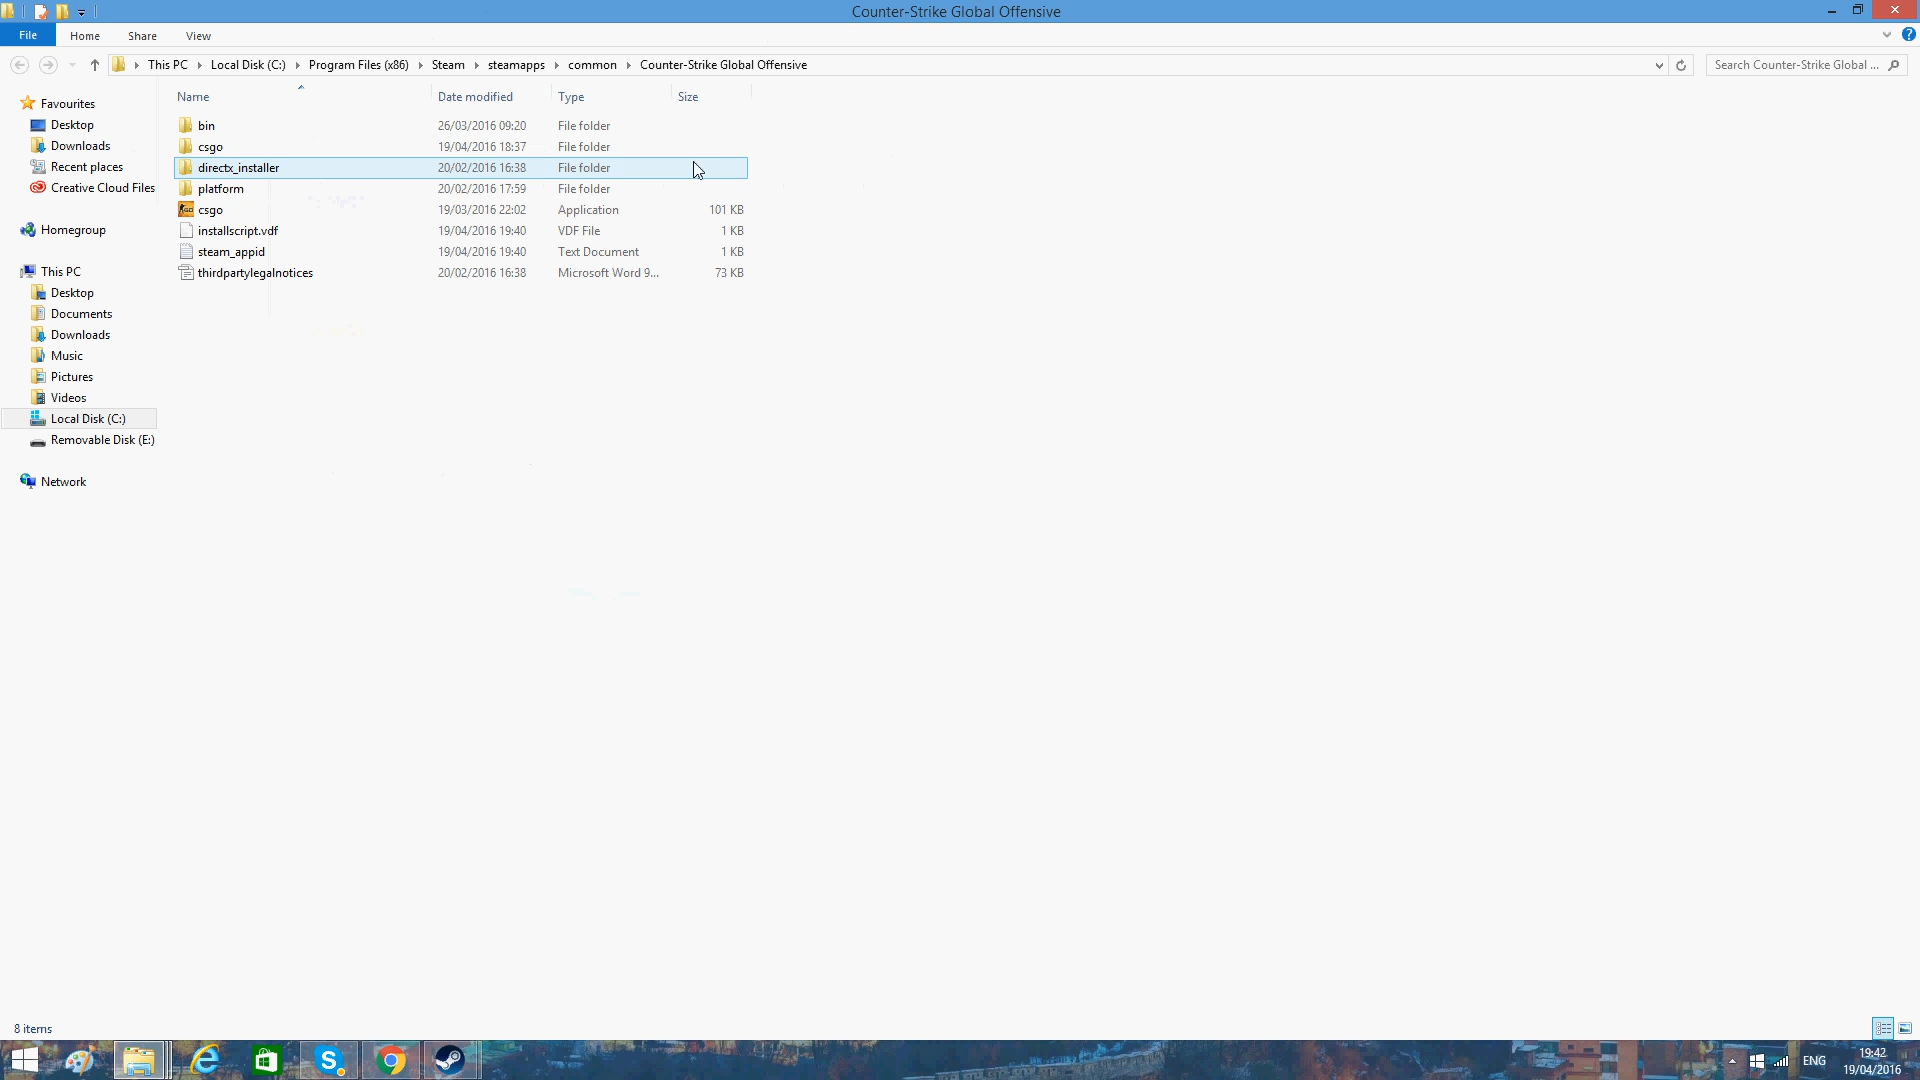 Counter-Strike Global Offensive
File Home Share View
This PC Local Disk (C:) Program Files (x86) Steam steamapps common Counter-Strike Global Offensive Search Counter-Strike Global ...
Name Date modified Type Size
Favourites
Desktop
Downloads
Recent places
Creative Cloud Files
Homegroup
This PC
Desktop
Documents
Downloads
Music
Pictures
Videos
Local Disk (C:)
Removable Disk (E:)
Network
bin 26/03/2016 09:20 File folder
csgo 19/04/2016 18:37 File folder
directx_installer 20/02/2016 16:38 File folder
platform 20/02/2016 17:59 File folder
csgo 19/03/2016 22:02 Application 101 KB
installscript.vdf 19/04/2016 19:40 VDF File 1 KB
steam_appid 19/04/2016 19:40 Text Document 1 KB
thirdpartylegalnotices 20/02/2016 16:38 Microsoft Word 9... 73 KB
8 items
ENG
19:42
19/04/2016